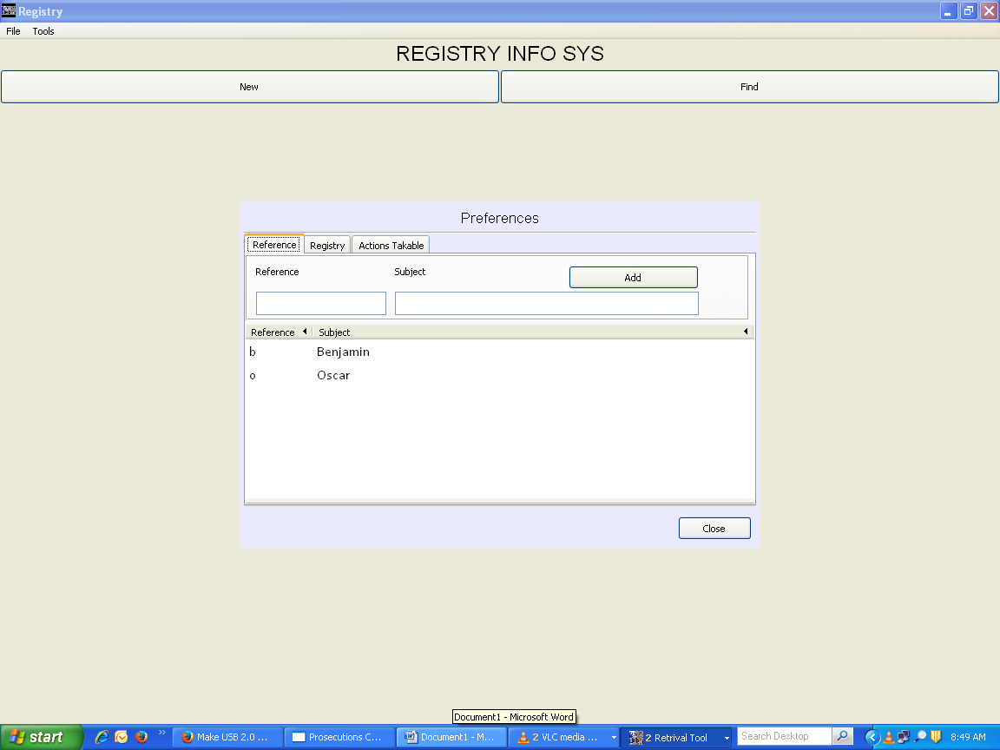 Registry
File Tools
REGISTRY INFO SYS
New Find
Preferences
Reference Registry Actions Takable
Reference Subject Add
Reference Subject
b Benjamin
o Oscar
Close
Document1 - Microsoft Word
start Make USB 2.0 ... Prosecutions C... Document1 - M... 2 VLC media ... 2 Retrival Tool Search Desktop 8:49 AM